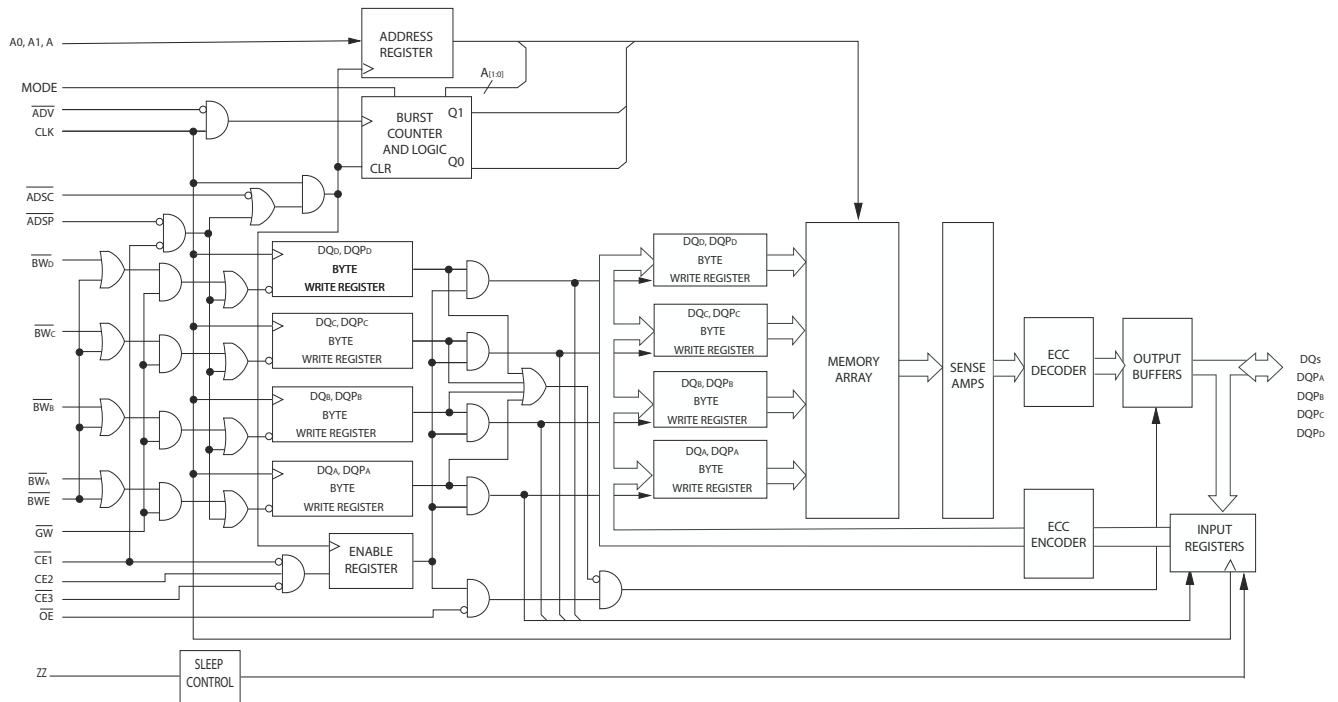 A0, A1, A
ADDRESS
REGISTER
MODE
A[1:0]
ADV
CLK
BURST
COUNTER
AND LOGIC
Q1
Q0
CLR
ADSC
ADSP
BWD
DQD, DQPD
BYTE
WRITE REGISTER
BWC
DQC, DQPC
BYTE
WRITE REGISTER
BWB
DQB, DQPB
BYTE
WRITE REGISTER
BWA
BWE
DQA, DQPA
BYTE
WRITE REGISTER
GW
CE1
CE2
CE3
OE
ENABLE
REGISTER
ZZ
SLEEP
CONTROL
DQD, DQPD
BYTE
WRITE REGISTER
DQC, DQPC
BYTE
WRITE REGISTER
DQB, DQPB
BYTE
WRITE REGISTER
DQA, DQPA
BYTE
WRITE REGISTER
MEMORY
ARRAY
SENSE
AMPS
ECC
DECODER
OUTPUT
BUFFERS
DQs
DQPA
DQPB
DQPC
DQPD
ECC
ENCODER
INPUT
REGISTERS